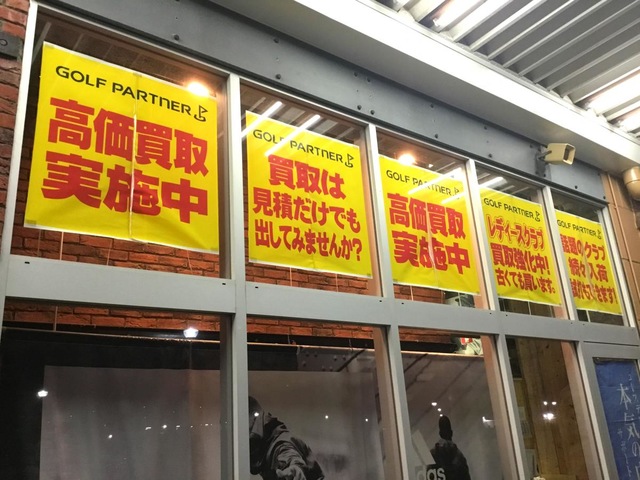 GOLF PARTNER
高価買取
実施中
GOLF PARTNER
買取は
見積だけでも
出してみませんか?
GOLF PARTNER
高価買取
実施中
GOLF PARTNER
レディースクラブ
買取強化中!
古くても買います。
GOLF PARTNER
話題のクラブ
続々入荷
本気の